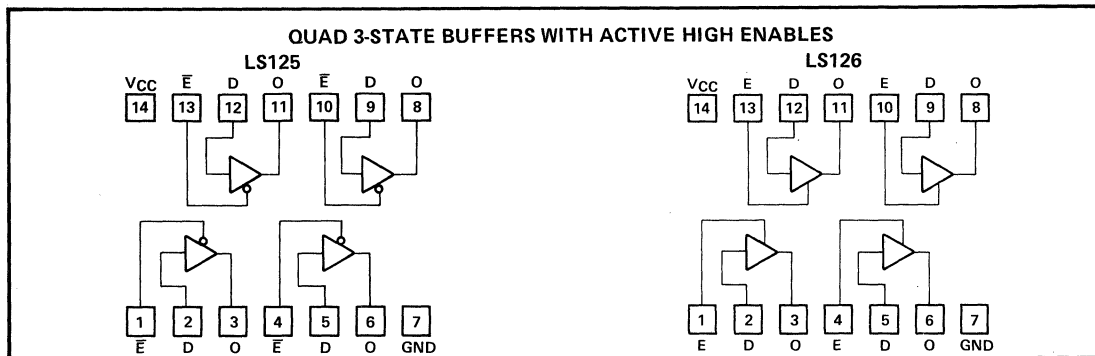 QUAD 3-STATE BUFFERS WITH ACTIVE HIGH ENABLES
LS125
VCC E̅ D O E̅ D O
14 13 12 11 10 9 8
1 2 3 4 5 6 7
E̅ D O E̅ D O GND
LS126
VCC E D O E D O
14 13 12 11 10 9 8
1 2 3 4 5 6 7
E D O E D O GND